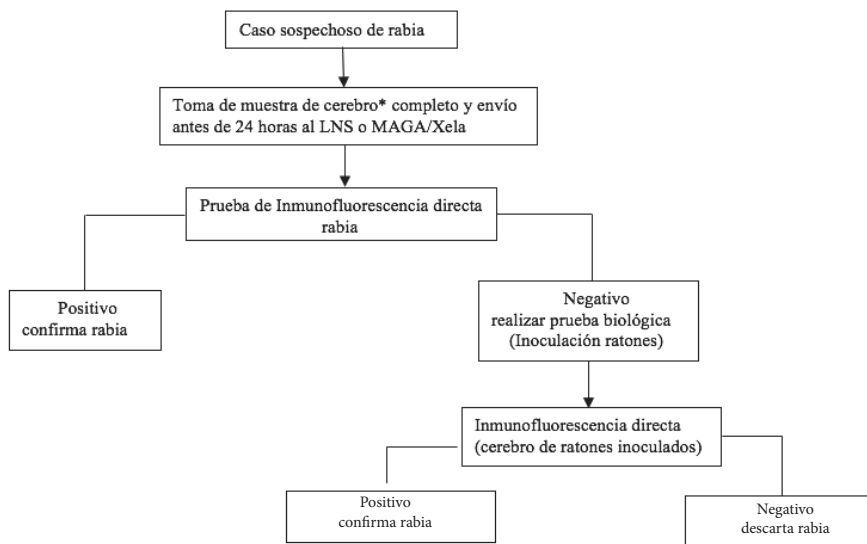 Caso sospechoso de rabia
Toma de muestra de cerebro* completo y envío
antes de 24 horas al LNS o MAGA/Xela
Prueba de Inmunofluorescencia directa
rabia
Positivo
confirma rabia
Negativo
realizar prueba biológica
(Inoculación ratones)
Inmunofluorescencia directa
(cerebro de ratones inoculados)
Positivo
confirma rabia
Negativo
descarta rabia